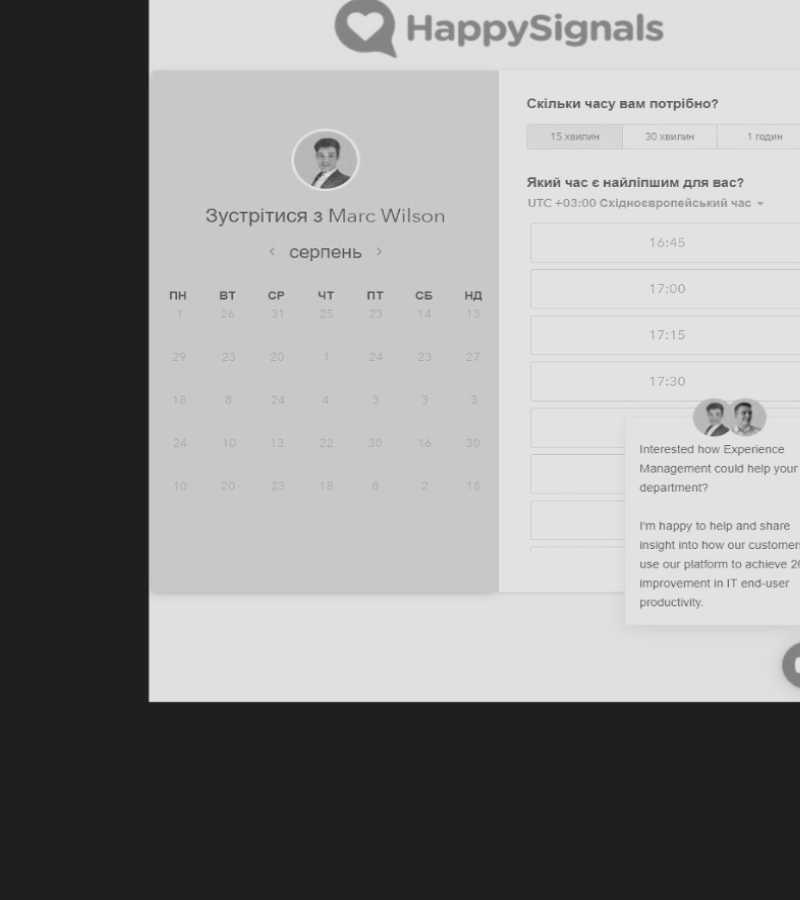 HappySignals
Зустрітися з Marc Wilson
серпень
ПН ВТ СР ЧТ ПТ СБ НД
1 26 31 25 23 14 13
29 23 20 1 24 23 27
18 8 24 4 3 3 3
24 10 13 22 30 16 30
10 20 23 18 8 2 18
Скільки часу вам потрібно?
15 хвилин 30 хвилин 1 годин
Який час є найліпшим для вас?
UTC +03:00 Східноєвропейський час
16:45
17:00
17:15
17:30
Interested how Experience
Management could help your
department?
I'm happy to help and share
insight into how our customers
use our platform to achieve 26
improvement in IT end-user
productivity.